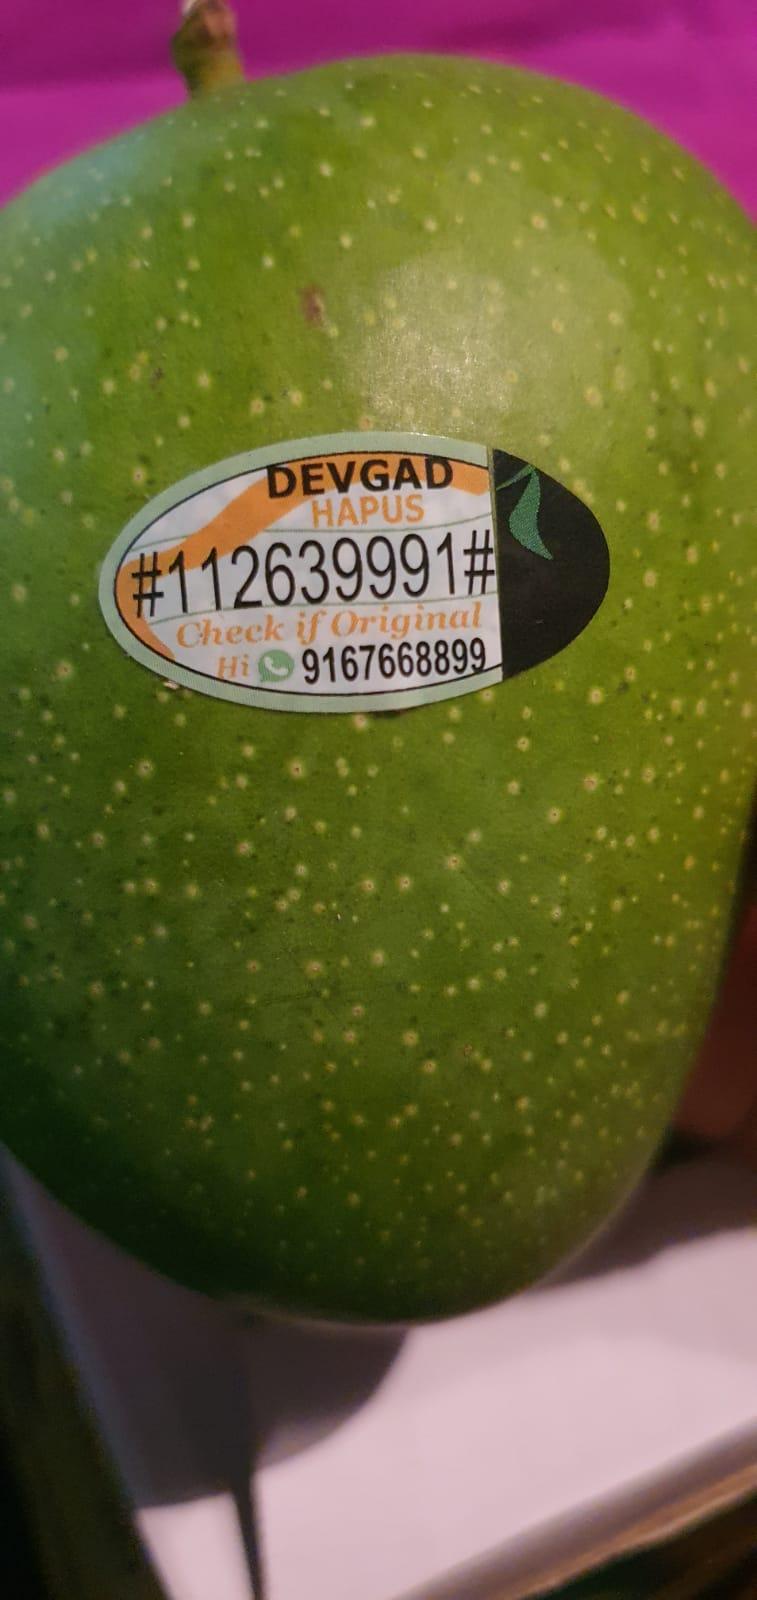 DEVGAD
HAPUS
#112639991#
Check if Original
Hi 9167668899